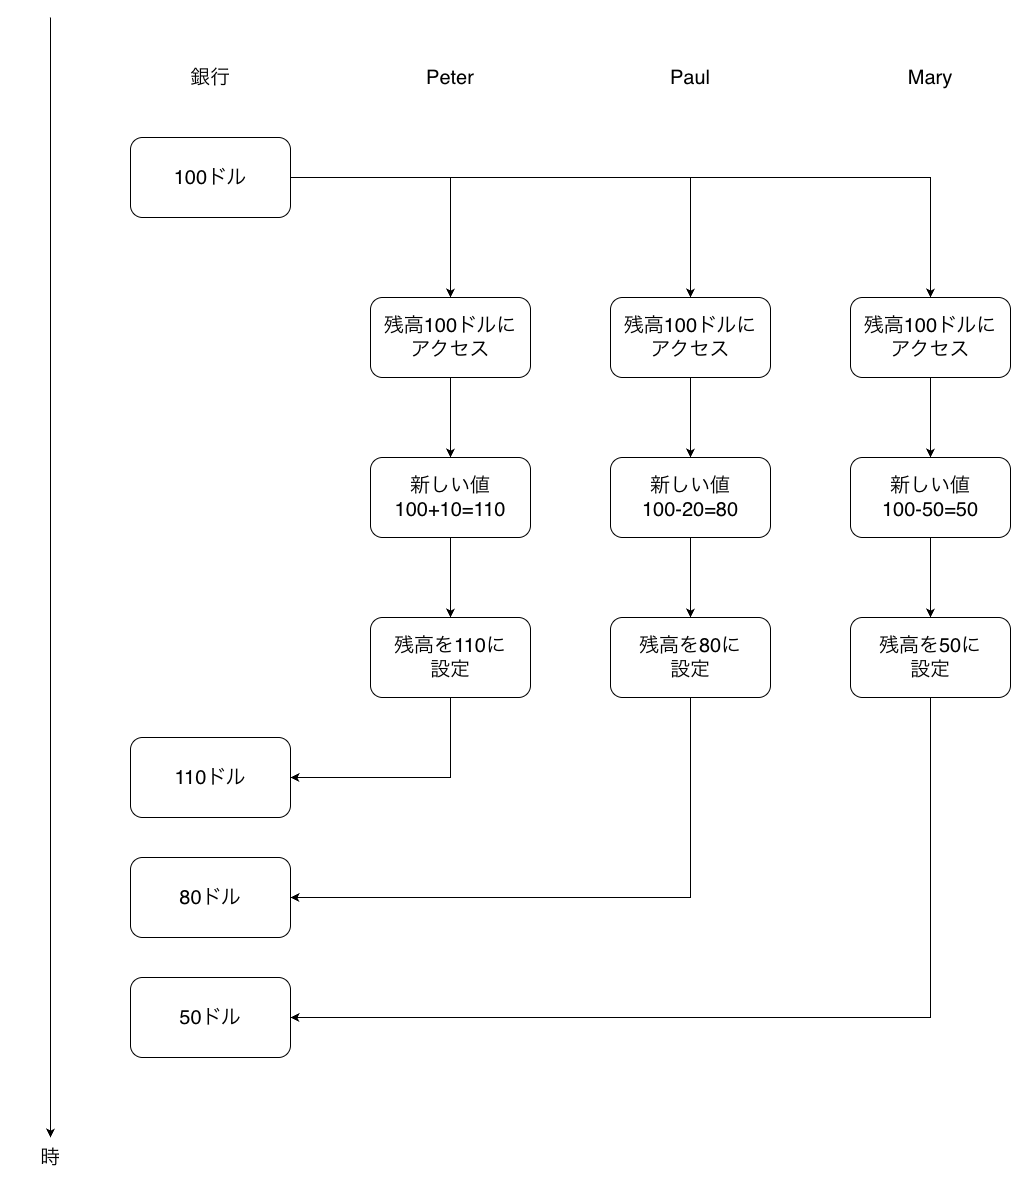 銀行
Peter
Paul
Mary
100ドル
残高100ドルに
アクセス
残高100ドルに
アクセス
残高100ドルに
アクセス
新しい値
100+10=110
新しい値
100-20=80
新しい値
100-50=50
残高を110に
設定
残高を80に
設定
残高を50に
設定
110ドル
80ドル
50ドル
時